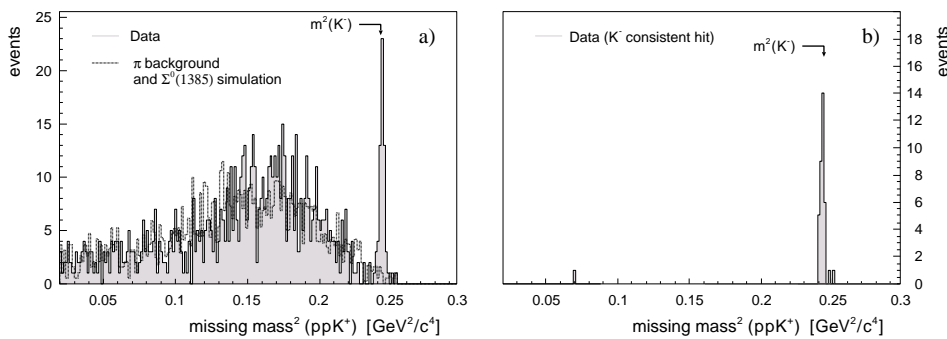 events
25
20
15
10
5
0
Data
π background
and Σ⁰(1385) simulation
m²(K⁻)
a)
0.05
0.1
0.15
0.2
0.25
0.3
missing mass² (ppK⁺) [GeV²/c⁴]
Data (K⁻ consistent hit)
m²(K⁻)
b)
events
18
16
14
12
10
8
6
4
2
0
0.05
0.1
0.15
0.2
0.25
0.3
missing mass² (ppK⁺) [GeV²/c⁴]